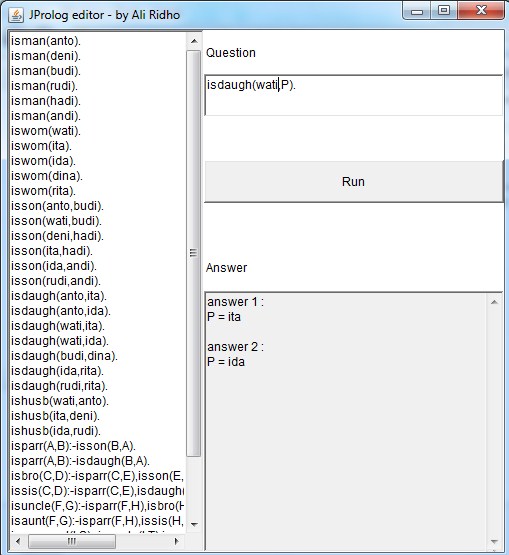 JProlog editor - by Ali Ridho
isman(anto).
isman(deni).
isman(budi).
isman(rudi).
isman(hadi).
isman(andi).
iswom(wati).
iswom(ita).
iswom(ida).
iswom(dina).
iswom(rita).
isson(anto,budi).
isson(wati,budi).
isson(deni,hadi).
isson(ita,hadi).
isson(ida,andi).
isson(rudi,andi).
isdaugh(anto,ita).
isdaugh(anto,ida).
isdaugh(wati,ita).
isdaugh(wati,ida).
isdaugh(budi,dina).
isdaugh(ida,rita).
isdaugh(rudi,rita).
ishusb(wati,anto).
ishusb(ita,deni).
ishusb(ida,rudi).
isparr(A,B):-isson(B,A).
isparr(A,B):-isdaugh(B,A).
isbro(C,D):-isparr(C,E),isson(E,
issis(C,D):-isparr(C,E),isdaugh(
isuncle(F,G):-isparr(F,H),isbro(H
isaunt(F,G):-isparr(F,H),issis(H,
Question
isdaugh(wati,P).
Run
Answer
answer 1 :
P = ita
answer 2 :
P = ida